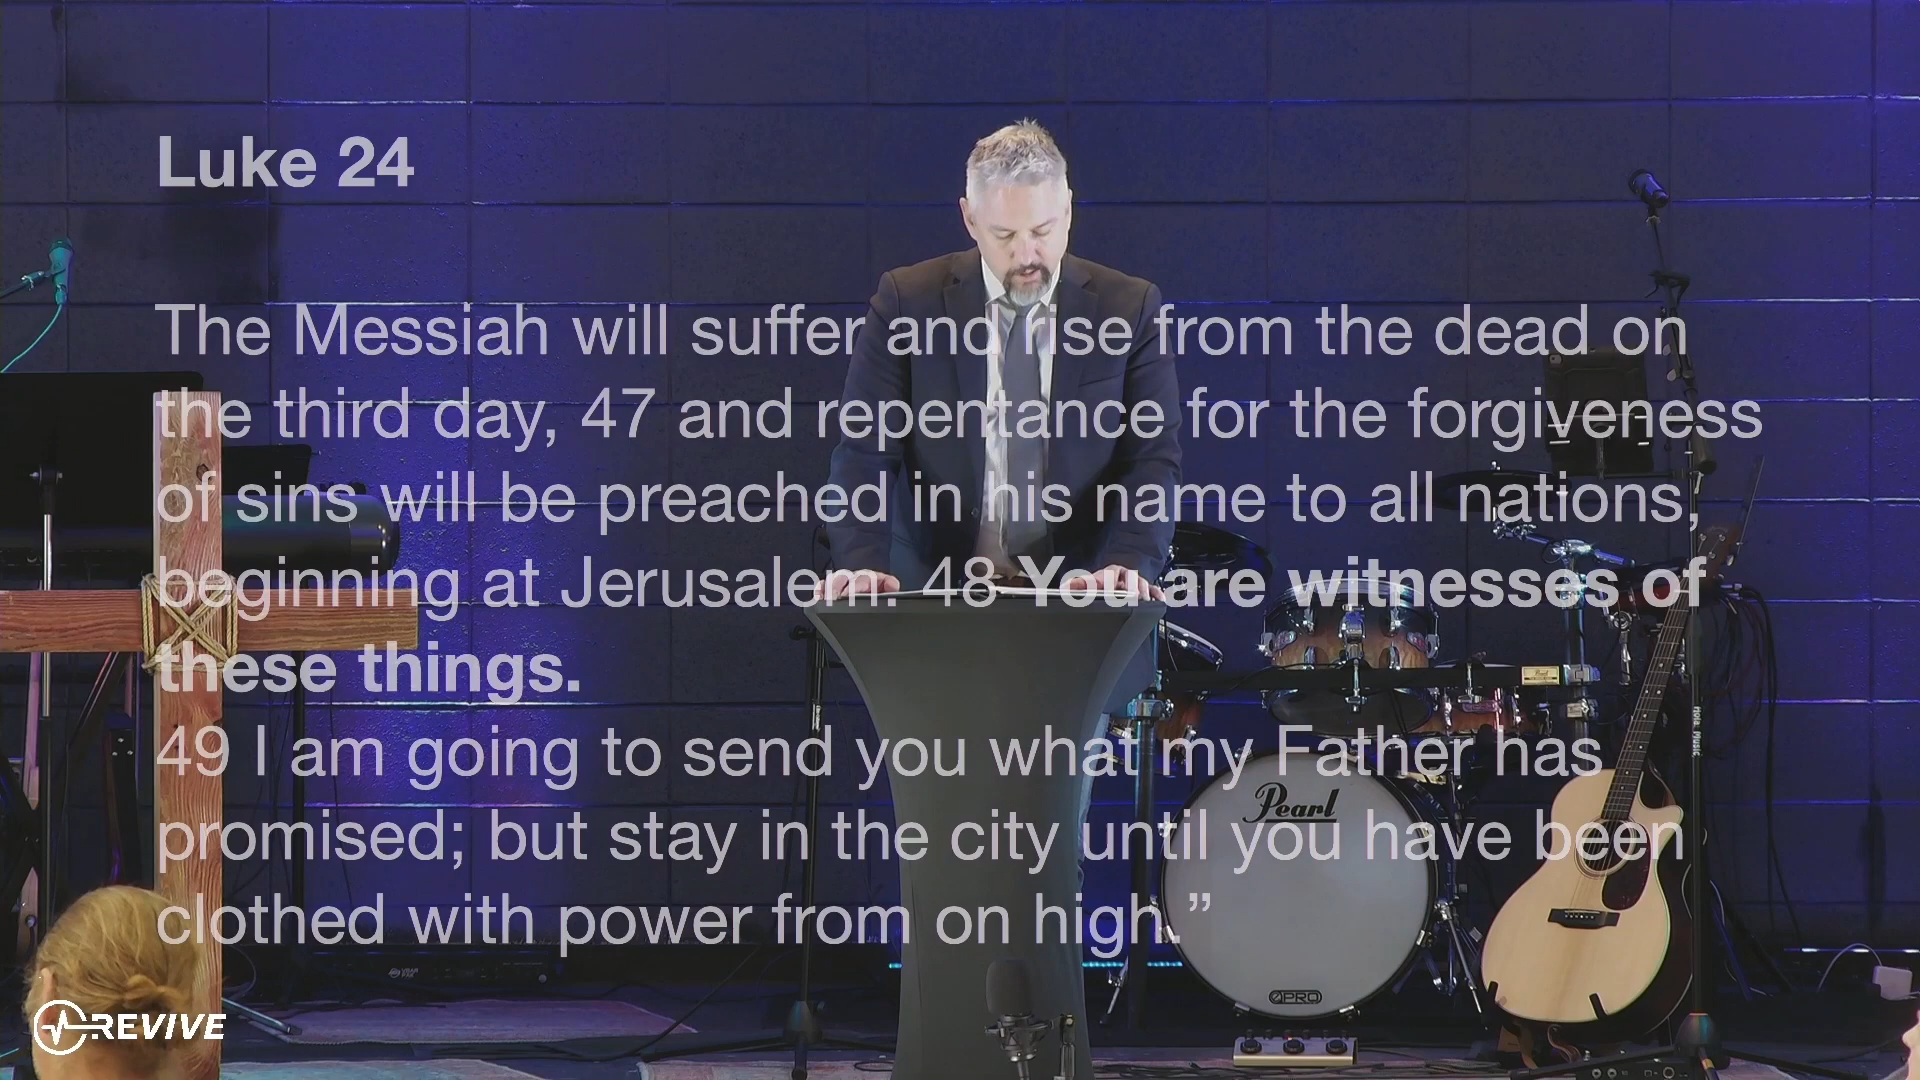 Luke 24
The Messiah will suffer and rise from the dead on
the third day, 47 and repentance for the forgiveness
of sins will be preached in his name to all nations,
beginning at Jerusalem. 48 You are witnesses of
these things.
49 I am going to send you what my Father has
promised; but stay in the city until you have been
clothed with power from on high.”
Pearl
PRO
REVIVE